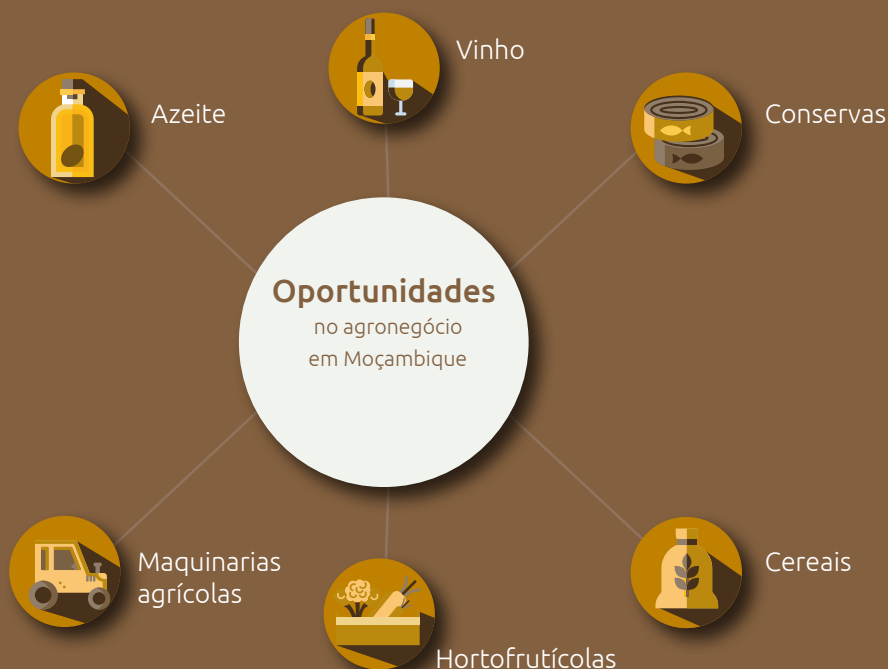 Vinho
Azeite
Conservas
Oportunidades
no agronegócio
em Moçambique
Maquinarias
agrícolas
Cereais
Hortofrutícolas